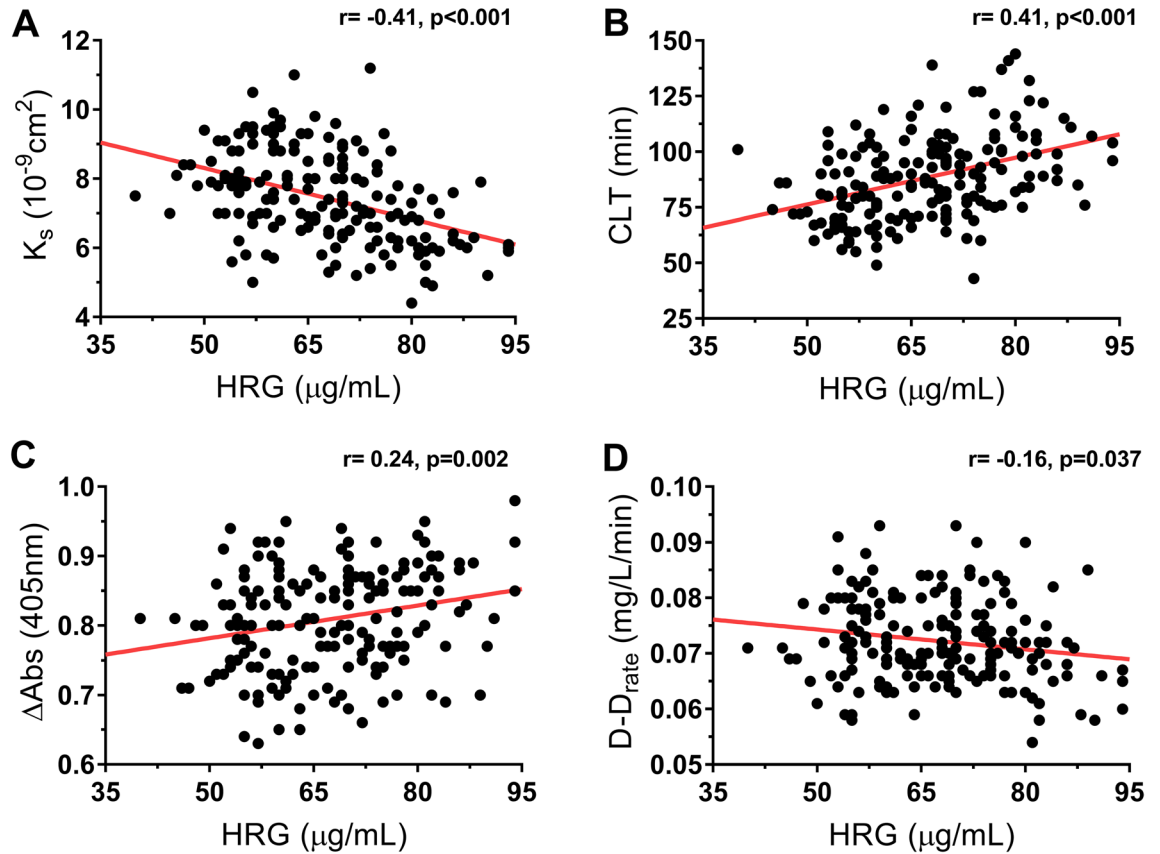 A
r= -0.41, p<0.001
12
10
8
6
4
Ks (10-9cm2)
35 50 65 80 95
HRG (μg/mL)
B
r= 0.41, p<0.001
150
125
100
75
50
25
CLT (min)
35 50 65 80 95
HRG (μg/mL)
C
r= 0.24, p=0.002
1.0
0.9
0.8
0.7
0.6
ΔAbs (405nm)
35 50 65 80 95
HRG (μg/mL)
D
r= -0.16, p=0.037
0.10
0.09
0.08
0.07
0.06
0.05
D-Drate (mg/L/min)
35 50 65 80 95
HRG (μg/mL)